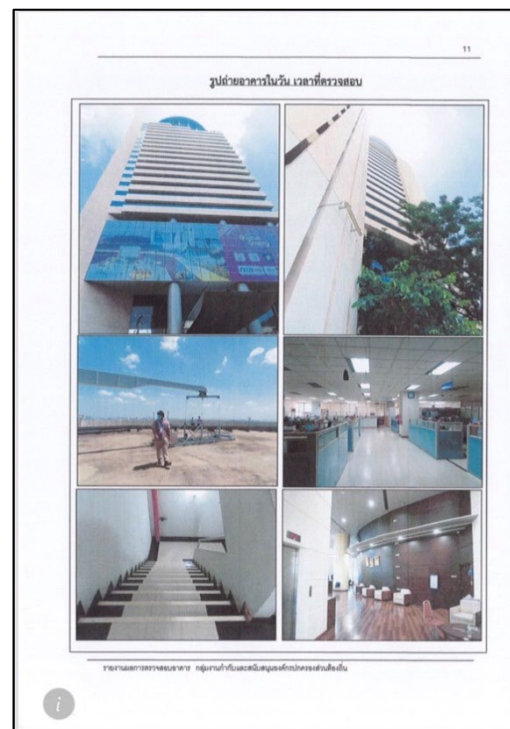 11
รูปถ่ายอาคารในวัน เวลาที่ตรวจสอบ
รายงานผลการตรวจสอบอาคาร กลุ่มงานกำกับและสนับสนุนองค์กรปกครองส่วนท้องถิ่น
i